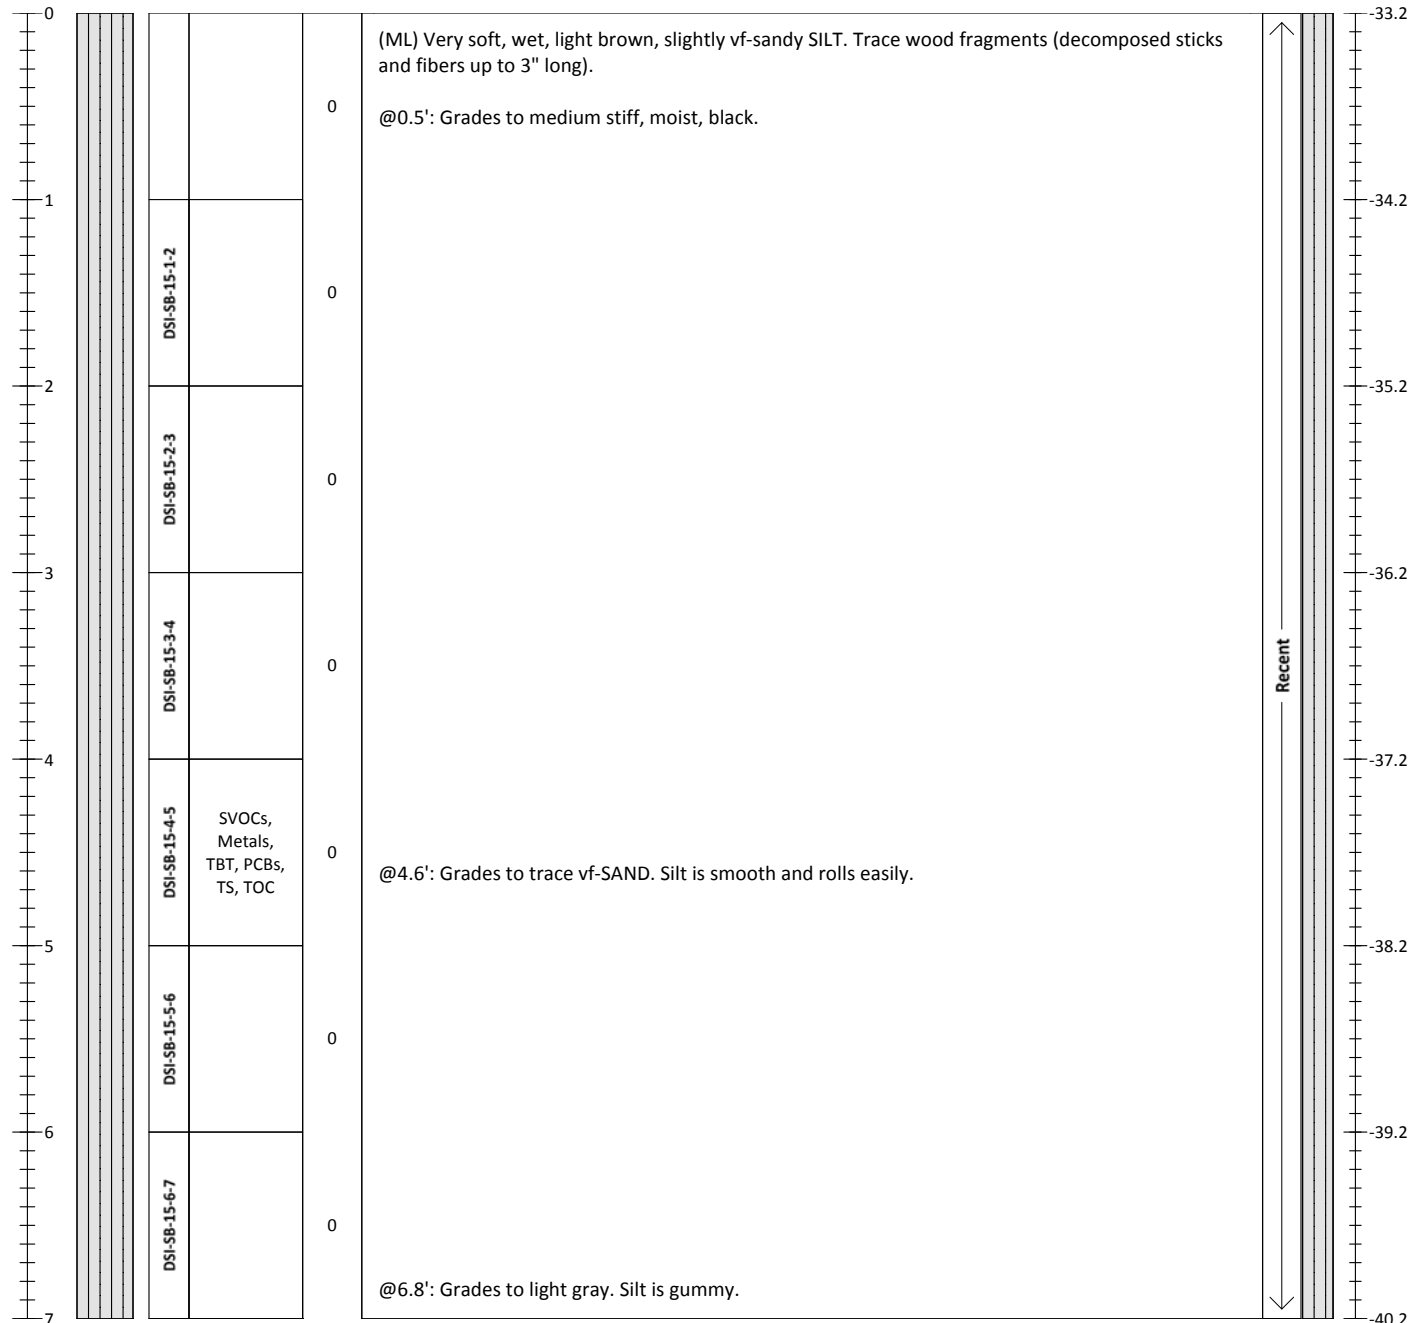 0
-33.2
(ML) Very soft, wet, light brown, slightly vf-sandy SILT. Trace wood fragments (decomposed sticks
and fibers up to 3" long).
0
@0.5': Grades to medium stiff, moist, black.
1
-34.2
DSI-SB-15-1-2
0
2
-35.2
DSI-SB-15-2-3
0
3
-36.2
DSI-SB-15-3-4
0
Recent
4
-37.2
DSI-SB-15-4-5
SVOCs,
Metals,
TBT, PCBs,
TS, TOC
0
@4.6': Grades to trace vf-SAND. Silt is smooth and rolls easily.
5
-38.2
DSI-SB-15-5-6
0
6
-39.2
DSI-SB-15-6-7
0
@6.8': Grades to light gray. Silt is gummy.
7
-40.2